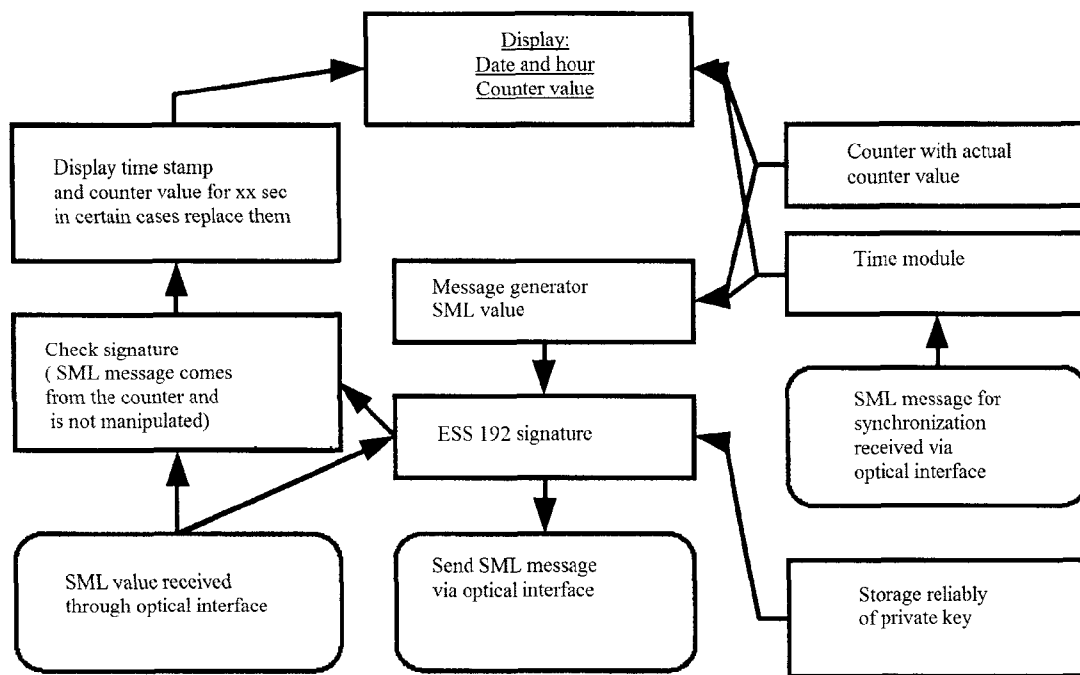 Display:
Date and hour
Counter value
Display time stamp
and counter value for xx sec
in certain cases replace them
Counter with actual
counter value
Time module
Message generator
SML value
Check signature
( SML message comes
from the counter and
is not manipulated)
ESS 192 signature
SML message for
synchronization
received via
optical interface
SML value received
through optical interface
Send SML message
via optical interface
Storage reliably
of private key